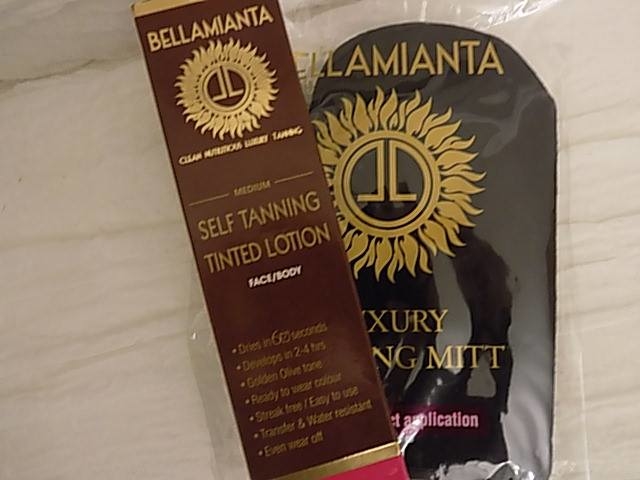 BELLAMIANTA
CLEAN NUTRITIOUS LUXURY TANNING
MEDIUM
SELF TANNING
TINTED LOTION
FACE/BODY
• Dries in 60 seconds
• Develops in 2-4 hrs
• Golden Olive tone
• Ready to wear colour
• Streak free / Easy to use
• Transfer & Water resistant
• Even wear off
ELLAMIANTA
XURY
NG MITT
ct application